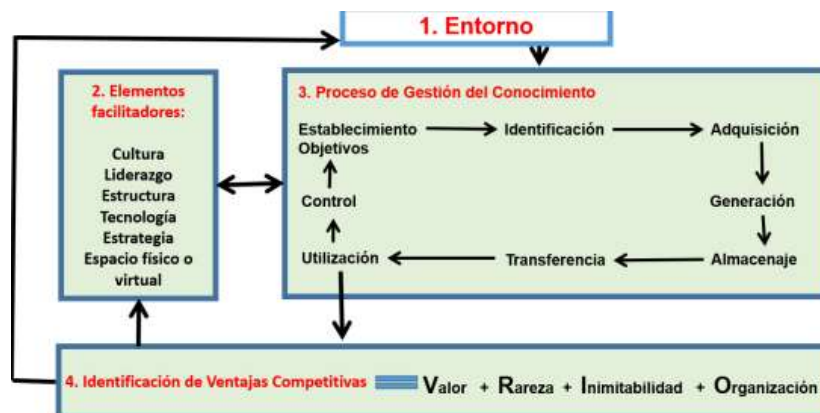 1. Entorno
2. Elementos
facilitadores:
Cultura
Liderazgo
Estructura
Tecnología
Estrategia
Espacio físico o
virtual
3. Proceso de Gestión del Conocimiento
Establecimiento
Objetivos
Identificación
Adquisición
Generación
Almacenaje
Transferencia
Utilización
Control
4. Identificación de Ventajas Competitivas
Valor + Rareza + Inimitabilidad + Organización